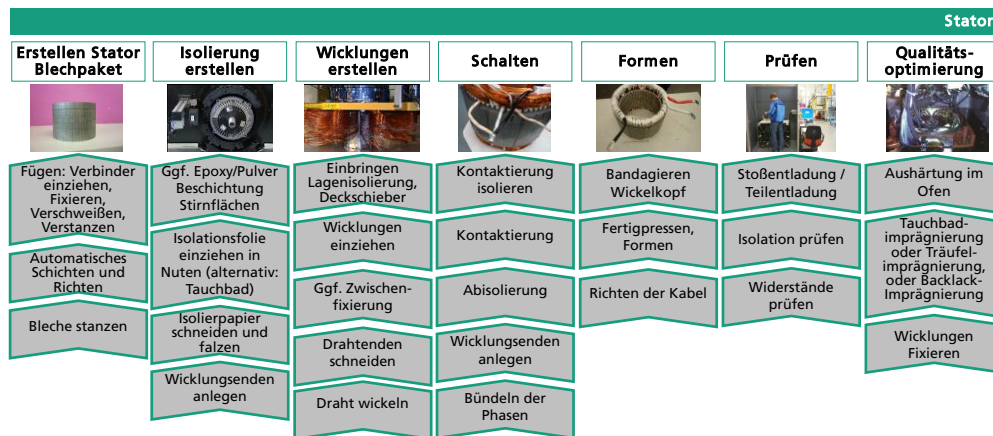 Stator
Erstellen Stator
Blechpaket
Isolierung
erstellen
Wicklungen
erstellen
Schalten
Formen
Prüfen
Qualitäts-
optimierung
Fügen: Verbinder
einziehen,
Fixieren,
Verschweißen,
Verstanzen
Automatisches
Schichten und
Richten
Bleche stanzen
Ggf. Epoxy/Pulver
Beschichtung
Stirnflächen
Isolationsfolie
einziehen in
Nuten (alternativ:
Tauchbad)
Isolierpapier
schneiden und
falzen
Wicklungsenden
anlegen
Einbringen
Lagenisolierung,
Deckschieber
Wicklungen
einziehen
Ggf. Zwischen-
fixierung
Drahtenden
schneiden
Draht wickeln
Kontaktierung
isolieren
Kontaktierung
Abisolierung
Wicklungsenden
anlegen
Bündeln der
Phasen
Bandagieren
Wickelkopf
Fertigpressen,
Formen
Richten der Kabel
Stoßentladung /
Teilentladung
Isolation prüfen
Widerstände
prüfen
Aushärtung im
Ofen
Tauchbad-
imprägnierung
oder Träufel-
imprägnierung,
oder Backlack-
Imprägnierung
Wicklungen
Fixieren